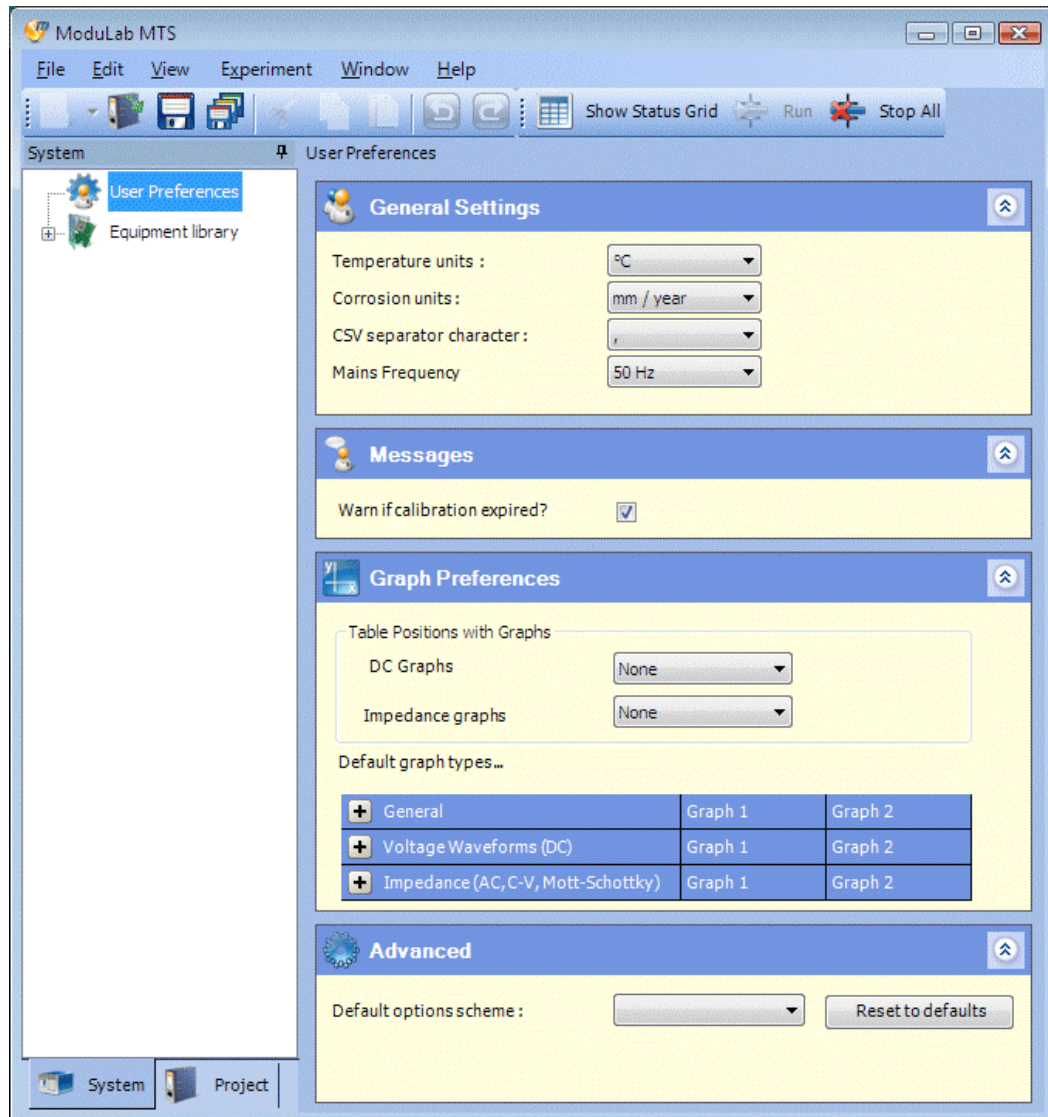 ModuLab MTS
File Edit View Experiment Window Help
Show Status Grid Run Stop All
System
User Preferences
Equipment library
User Preferences
General Settings
Temperature units :
ºC
Corrosion units :
mm / year
CSV separator character :
,
Mains Frequency
50 Hz
Messages
Warn if calibration expired?
Graph Preferences
Table Positions with Graphs
DC Graphs
None
Impedance graphs
None
Default graph types...
General Graph 1 Graph 2
Voltage Waveforms (DC) Graph 1 Graph 2
Impedance (AC, C-V, Mott-Schottky) Graph 1 Graph 2
Advanced
Default options scheme :
Reset to defaults
System Project